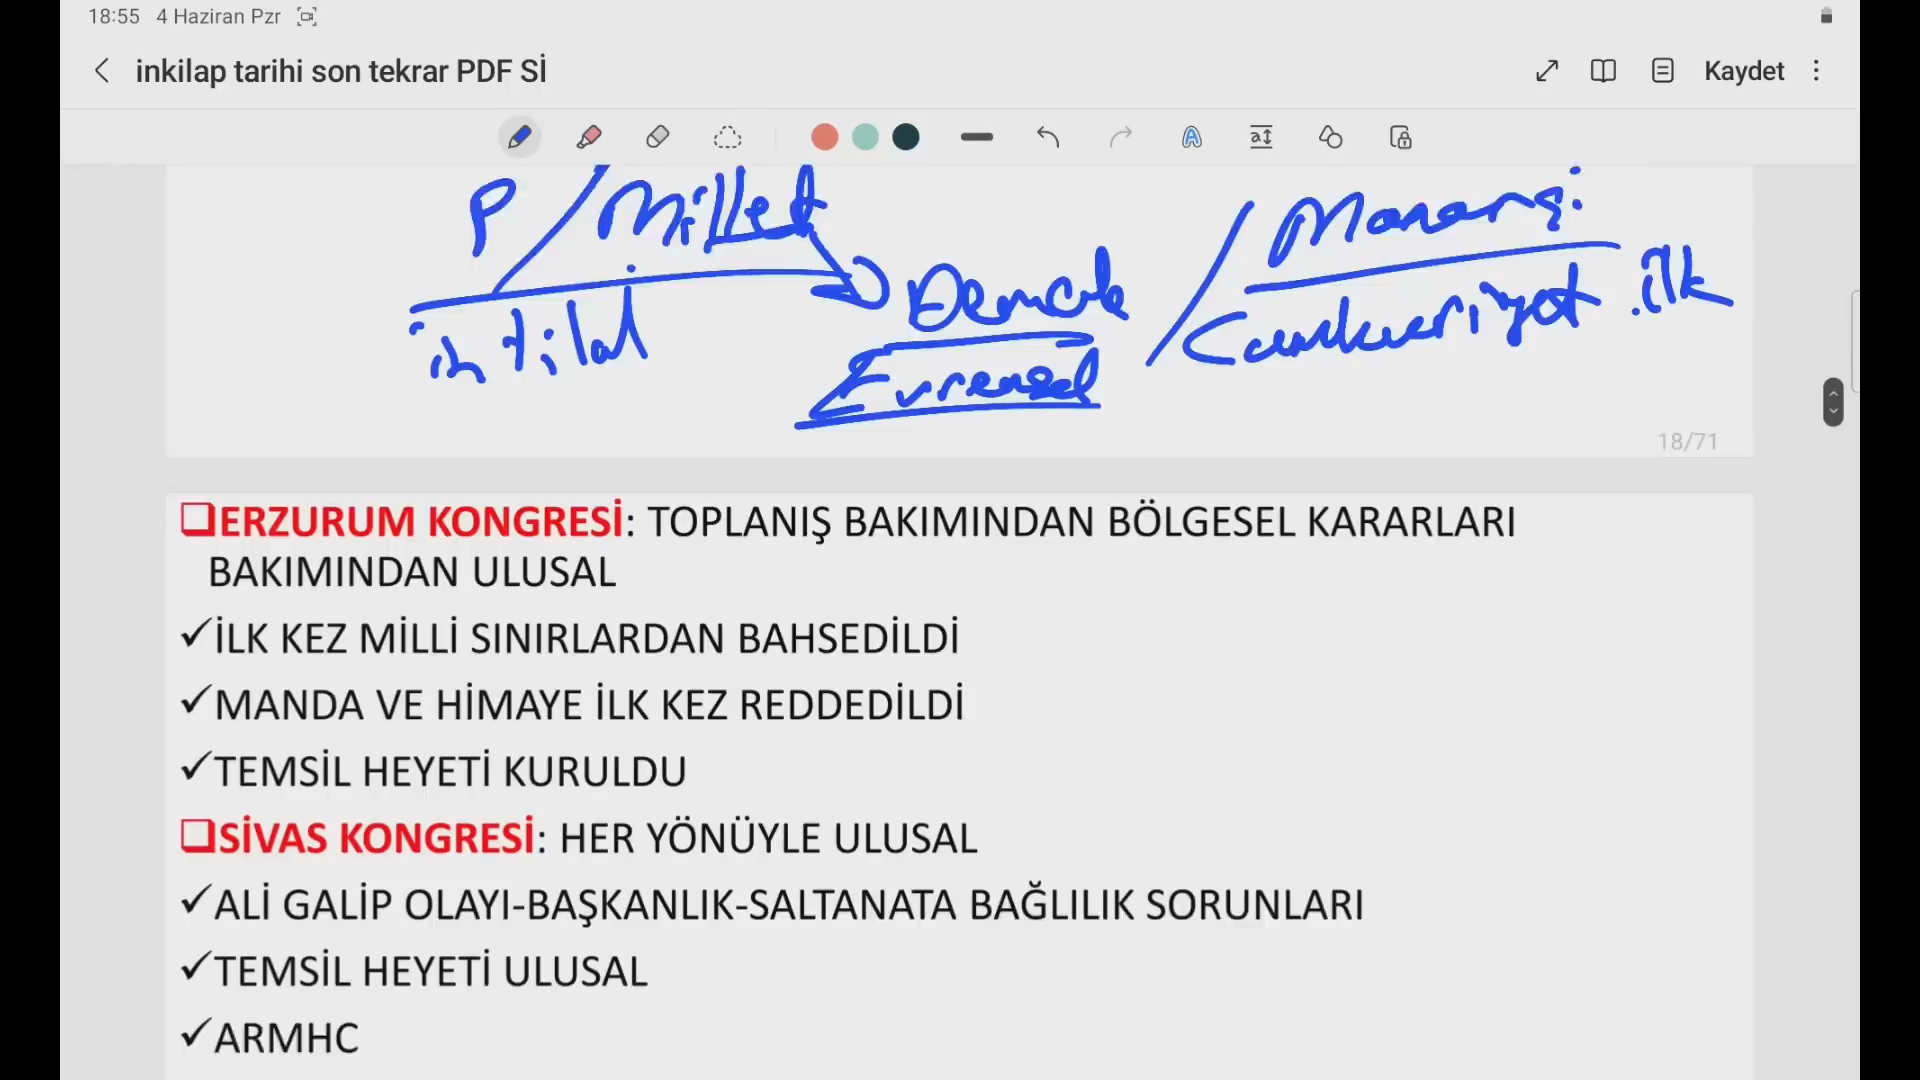 18:55 4 Haziran Pzr
inkilap tarihi son tekrar PDF Sİ
Kaydet
P / Millet
ihtilal
Demok
Evrensel
Monarşi
Cumhuriyet ilk
18/71
ERZURUM KONGRESİ: TOPLANIŞ BAKIMINDAN BÖLGESEL KARARLARI
BAKIMINDAN ULUSAL
✓İLK KEZ MİLLİ SINIRLARDAN BAHSEDİLDİ
✓MANDA VE HİMAYE İLK KEZ REDDEDİLDİ
✓TEMSİL HEYETİ KURULDU
SİVAS KONGRESİ: HER YÖNÜYLE ULUSAL
✓ALİ GALİP OLAYI-BAŞKANLIK-SALTANATA BAĞLILIK SORUNLARI
✓TEMSİL HEYETİ ULUSAL
✓ARMHC